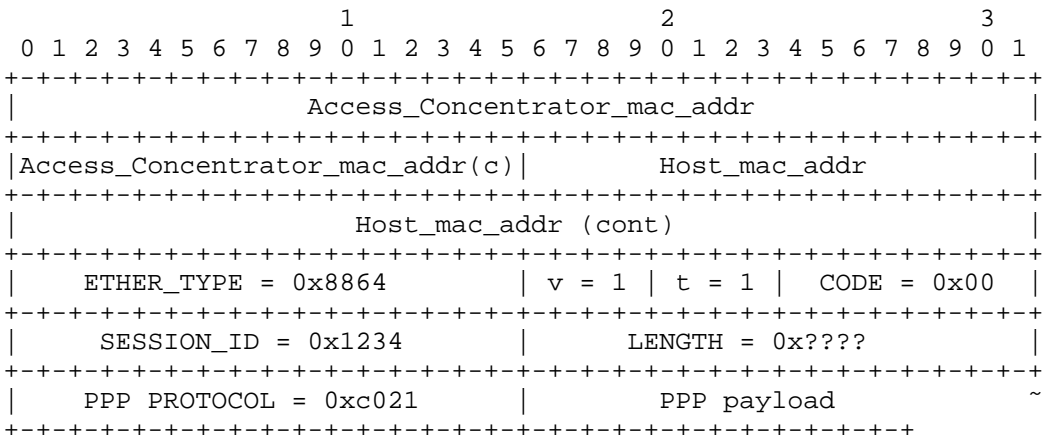 1                   2                   3
 0 1 2 3 4 5 6 7 8 9 0 1 2 3 4 5 6 7 8 9 0 1 2 3 4 5 6 7 8 9 0 1
+-+-+-+-+-+-+-+-+-+-+-+-+-+-+-+-+-+-+-+-+-+-+-+-+-+-+-+-+-+-+-+-+
|                  Access_Concentrator_mac_addr                 |
+-+-+-+-+-+-+-+-+-+-+-+-+-+-+-+-+-+-+-+-+-+-+-+-+-+-+-+-+-+-+-+-+
|Access_Concentrator_mac_addr(c)|        Host_mac_addr          |
+-+-+-+-+-+-+-+-+-+-+-+-+-+-+-+-+-+-+-+-+-+-+-+-+-+-+-+-+-+-+-+-+
|                     Host_mac_addr (cont)                      |
+-+-+-+-+-+-+-+-+-+-+-+-+-+-+-+-+-+-+-+-+-+-+-+-+-+-+-+-+-+-+-+-+
|    ETHER_TYPE = 0x8864        | v = 1 | t = 1 |  CODE = 0x00  |
+-+-+-+-+-+-+-+-+-+-+-+-+-+-+-+-+-+-+-+-+-+-+-+-+-+-+-+-+-+-+-+-+
|     SESSION_ID = 0x1234       |      LENGTH = 0x????          |
+-+-+-+-+-+-+-+-+-+-+-+-+-+-+-+-+-+-+-+-+-+-+-+-+-+-+-+-+-+-+-+-+
|    PPP PROTOCOL = 0xc021      |        PPP payload            ~
+-+-+-+-+-+-+-+-+-+-+-+-+-+-+-+-+-+-+-+-+-+-+-+-+-+-+-+-+